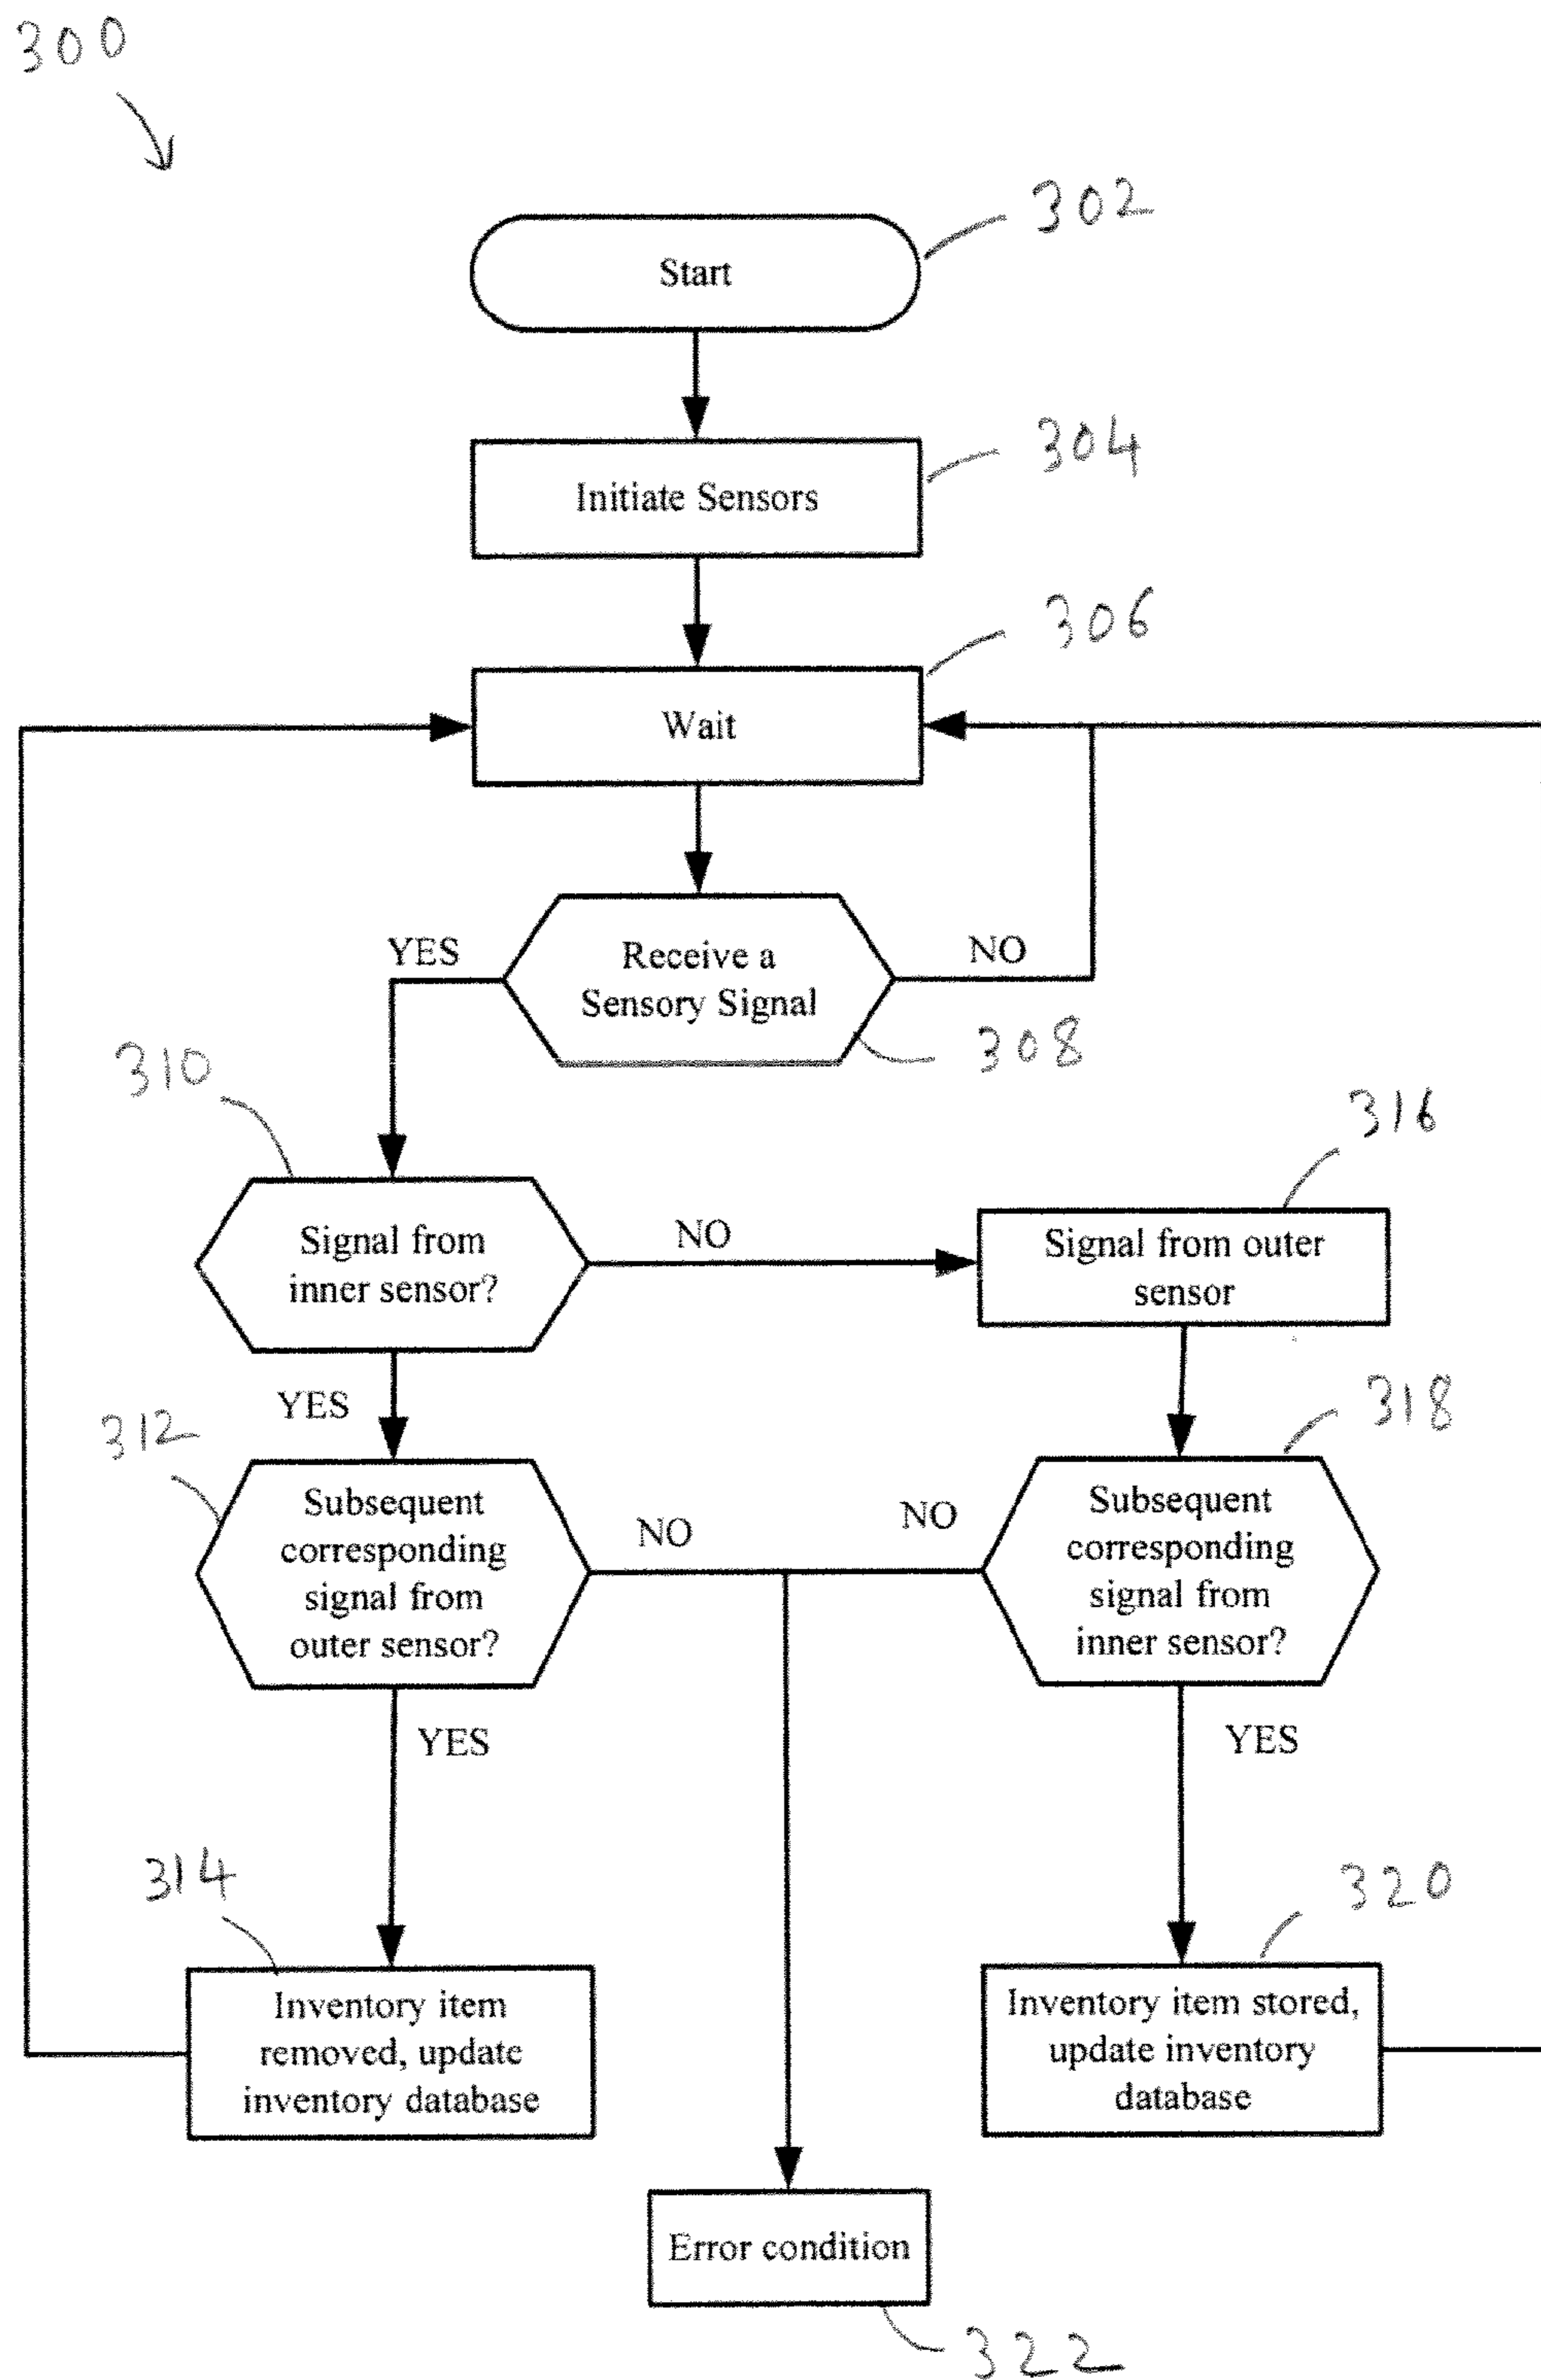 300
302
Start
304
Initiate Sensors
306
Wait
YES
Receive a
Sensory Signal
NO
308
310
316
Signal from
inner sensor?
NO
Signal from outer
sensor
YES
312
318
Subsequent
corresponding
signal from
outer sensor?
NO
NO
Subsequent
corresponding
signal from
inner sensor?
YES
YES
314
320
Inventory item
removed, update
inventory database
Inventory item stored,
update inventory
database
Error condition
322